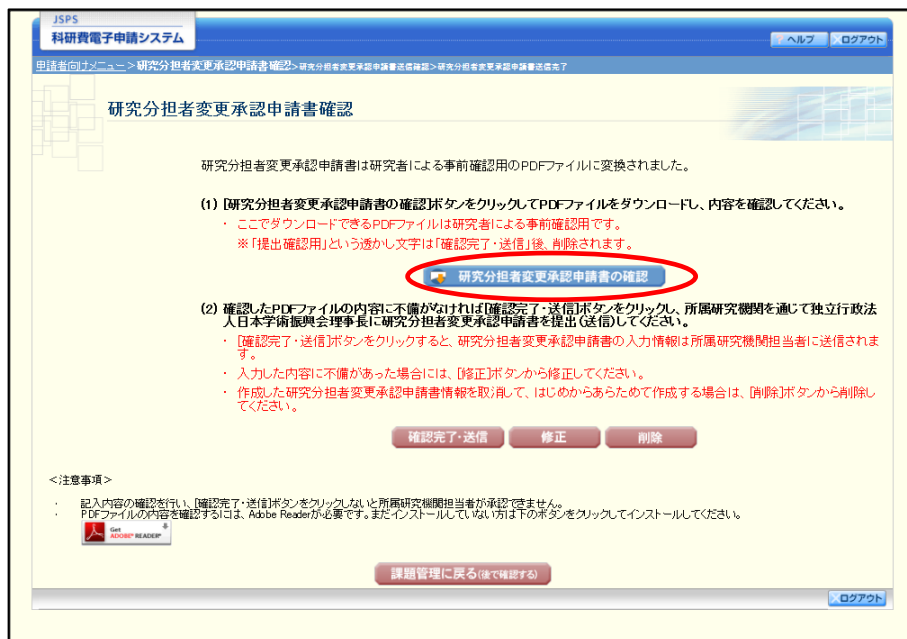 JSPS
科研費電子申請システム
ヘルプ ログアウト
申請者向けメニュー>研究分担者変更承認申請書確認>研究分担者変更承認申請書送信確認>研究分担者変更承認申請書送信完了
研究分担者変更承認申請書確認
研究分担者変更承認申請書は研究者による事前確認用のPDFファイルに変換されました。
(1) [研究分担者変更承認申請書の確認]ボタンをクリックしてPDFファイルをダウンロードし、内容を確認してください。
・ ここでダウンロードできるPDFファイルは研究者による事前確認用です。
※「提出確認用」という透かし文字は「確認完了・送信」後、削除されます。
研究分担者変更承認申請書の確認
(2) 確認したPDFファイルの内容に不備がなければ[確認完了・送信]ボタンをクリックし、所属研究機関を通じて独立行政法
人日本学術振興会理事長に研究分担者変更承認申請書を提出(送信)してください。
・ [確認完了・送信]ボタンをクリックすると、研究分担者変更承認申請書の入力情報は所属研究機関担当者に送信されま
す。
・ 入力した内容に不備があった場合には、[修正]ボタンから修正してください。
・ 作成した研究分担者変更承認申請書情報を取消して、はじめからあらためて作成する場合は、[削除]ボタンから削除し
てください。
確認完了・送信 修正 削除
<注意事項>
・ 記入内容の確認を行い、[確認完了・送信]ボタンをクリックしないと所属研究機関担当者が承認できません。
・ PDFファイルの内容を確認するには、Adobe Readerが必要です。まだインストールしていない方は下のボタンをクリックしてインストールしてください。
Get
ADOBE® READER®
課題管理に戻る(後で確認する)
ログアウト